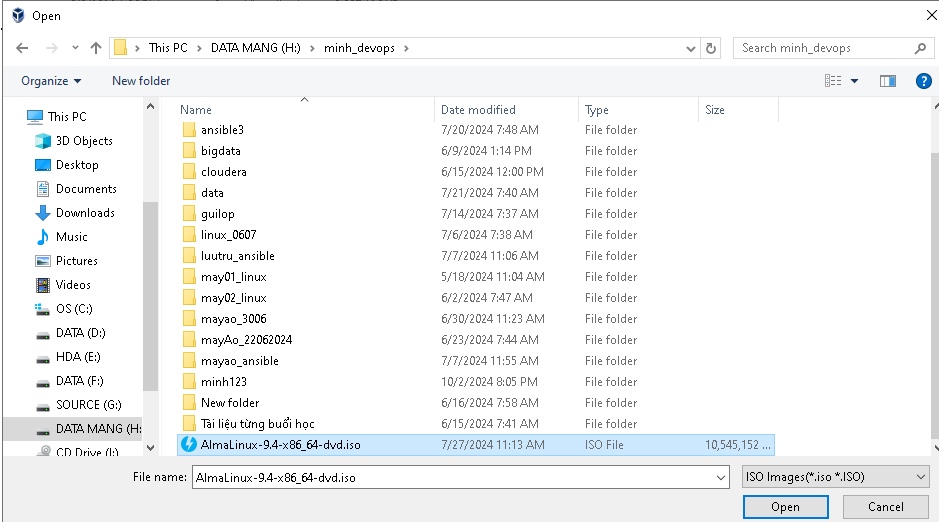 Open
This PC > DATA MANG (H:) > minh_devops >
Search minh_devops
Organize New folder
Name Date modified Type Size
This PC
3D Objects
Desktop
Documents
Downloads
Music
Pictures
Videos
OS (C:)
DATA (D:)
HDA (E:)
DATA (F:)
SOURCE (G:)
DATA MANG (H:
CD Drive (I:)
ansible3 7/20/2024 7:48 AM File folder
bigdata 6/9/2024 1:14 PM File folder
cloudera 6/15/2024 12:00 PM File folder
data 7/21/2024 7:40 AM File folder
guilop 7/14/2024 7:37 AM File folder
linux_0607 7/6/2024 7:38 AM File folder
luutru_ansible 7/7/2024 11:06 AM File folder
may01_linux 5/18/2024 11:04 AM File folder
may02_linux 6/2/2024 7:47 AM File folder
mayao_3006 6/30/2024 11:23 AM File folder
mayAo_22062024 6/23/2024 7:44 AM File folder
mayao_ansible 7/7/2024 11:55 AM File folder
minh123 10/2/2024 8:05 PM File folder
New folder 6/16/2024 7:58 AM File folder
Tài liệu từng buổi học 6/15/2024 7:41 AM File folder
AlmaLinux-9.4-x86_64-dvd.iso 7/27/2024 11:13 AM ISO File 10,545,152 ...
File name: AlmaLinux-9.4-x86_64-dvd.iso ISO Images(*.iso *.ISO)
Open Cancel